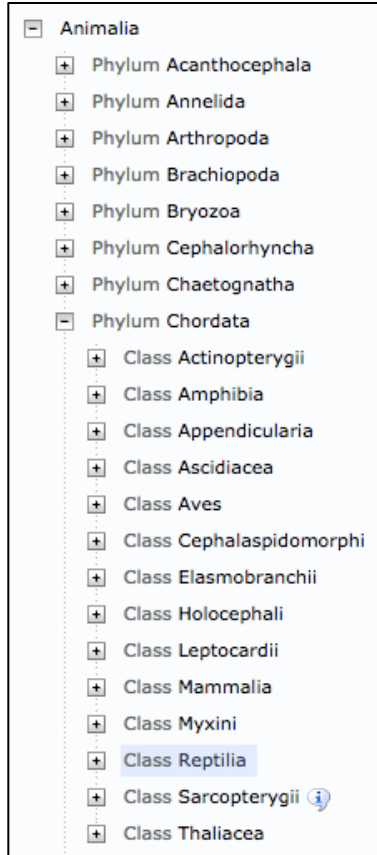 Animalia
Phylum Acanthocephala
Phylum Annelida
Phylum Arthropoda
Phylum Brachiopoda
Phylum Bryozoa
Phylum Cephalorhyncha
Phylum Chaetognatha
Phylum Chordata
Class Actinopterygii
Class Amphibia
Class Appendicularia
Class Ascidiacea
Class Aves
Class Cephalaspidomorphi
Class Elasmobranchii
Class Holocephali
Class Leptocardii
Class Mammalia
Class Myxini
Class Reptilia
Class Sarcopterygii
Class Thaliacea